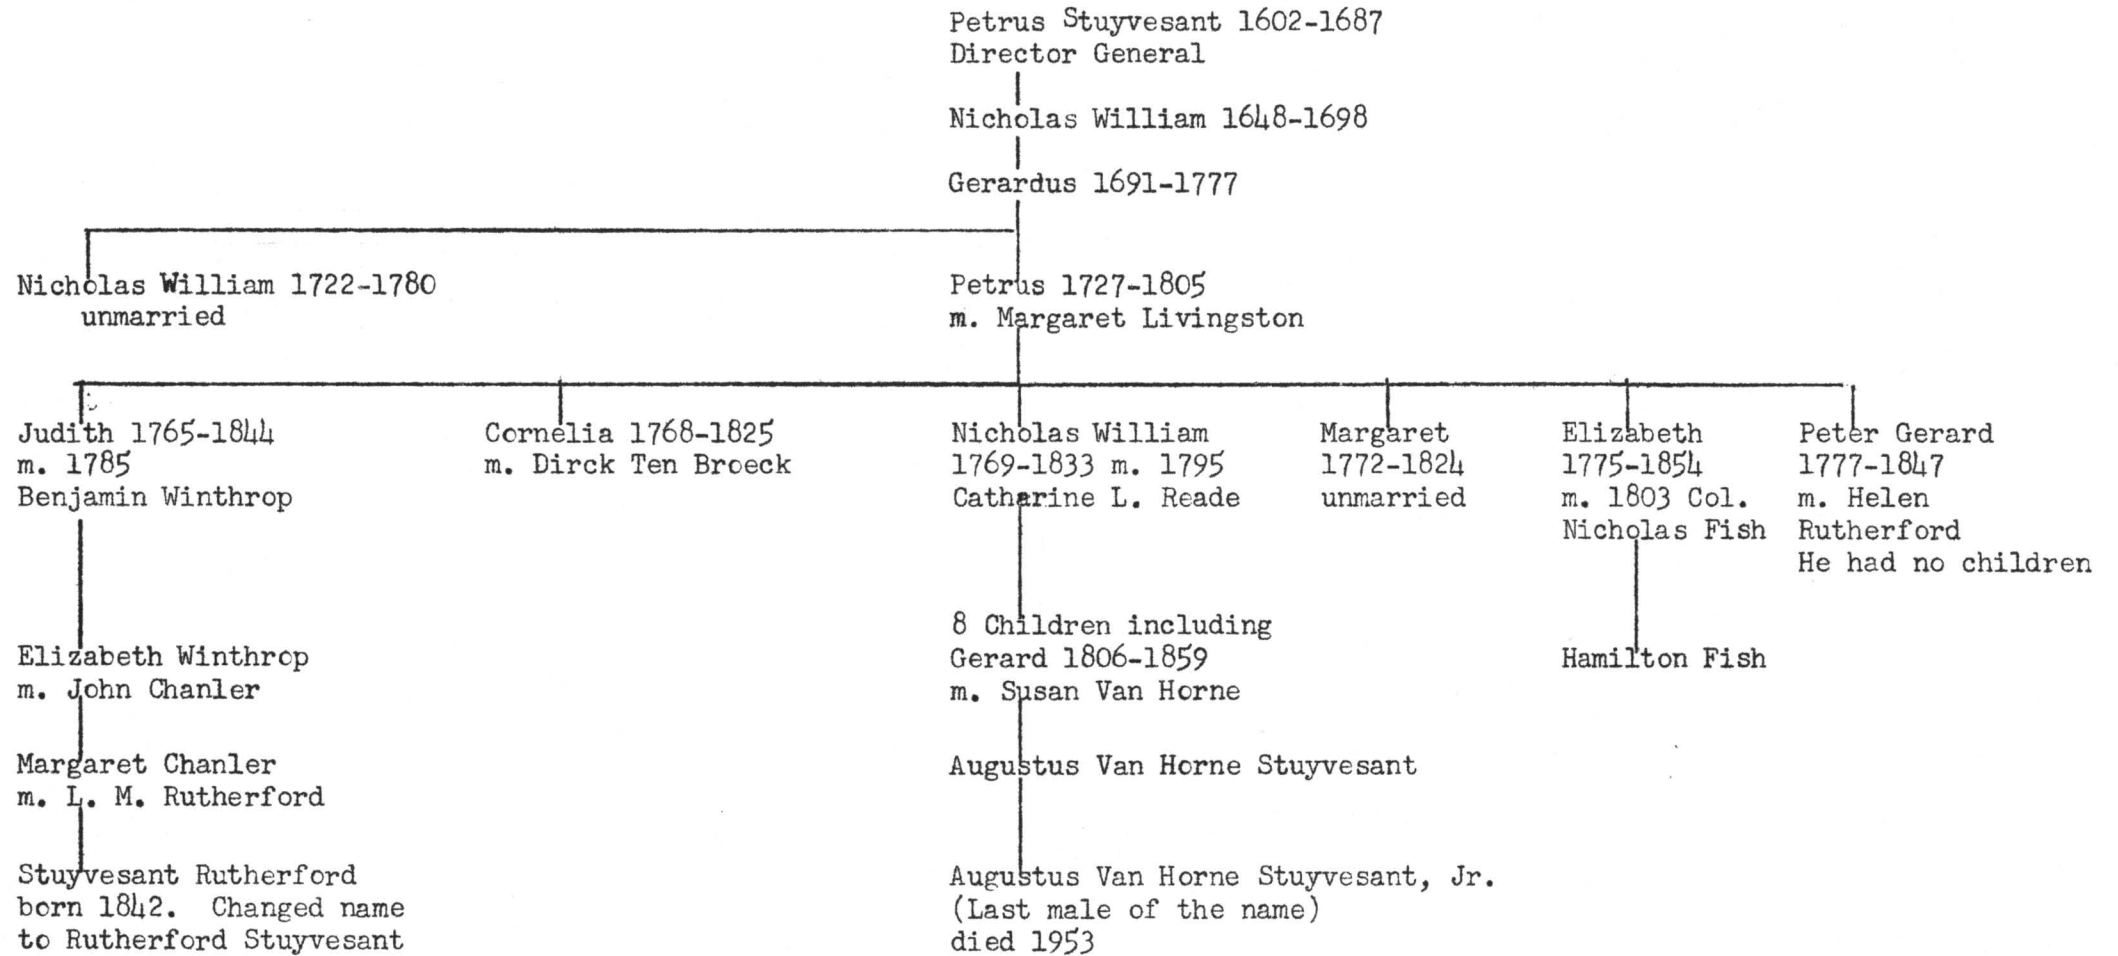 Petrus Stuyvesant 1602-1687
Director General
Nicholas William 1648-1698
Gerardus 1691-1777
Nicholas William 1722-1780
unmarried
Petrus 1727-1805
m. Margaret Livingston
Judith 1765-1844
m. 1785
Benjamin Winthrop
Cornelia 1768-1825
m. Dirck Ten Broeck
Nicholas William
1769-1833 m. 1795
Catharine L. Reade
Margaret
1772-1824
unmarried
Elizabeth
1775-1854
m. 1803 Col.
Nicholas Fish
Peter Gerard
1777-1847
m. Helen
Rutherford
He had no children
Elizabeth Winthrop
m. John Chanler
8 Children including
Gerard 1806-1859
m. Susan Van Horne
Hamilton Fish
Margaret Chanler
m. L. M. Rutherford
Augustus Van Horne Stuyvesant
Stuyvesant Rutherford
born 1842. Changed name
to Rutherford Stuyvesant
Augustus Van Horne Stuyvesant, Jr.
(Last male of the name)
died 1953